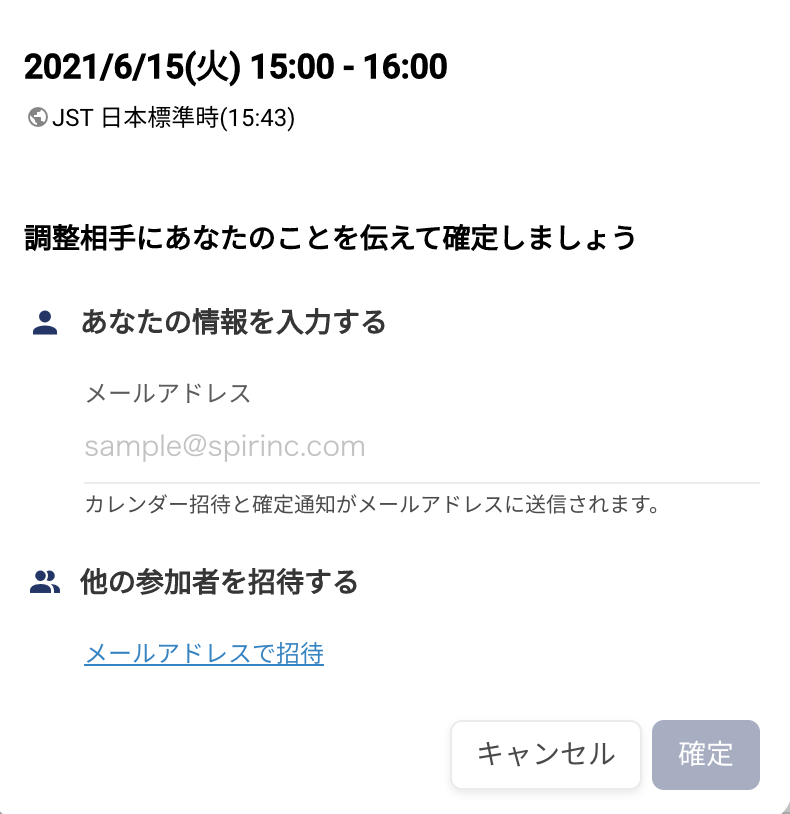 2021/6/15(火) 15:00 - 16:00
JST 日本標準時(15:43)
調整相手にあなたのことを伝えて確定しましょう
あなたの情報を入力する
メールアドレス
sample@spirinc.com
カレンダー招待と確定通知がメールアドレスに送信されます。
他の参加者を招待する
メールアドレスで招待
キャンセル 確定